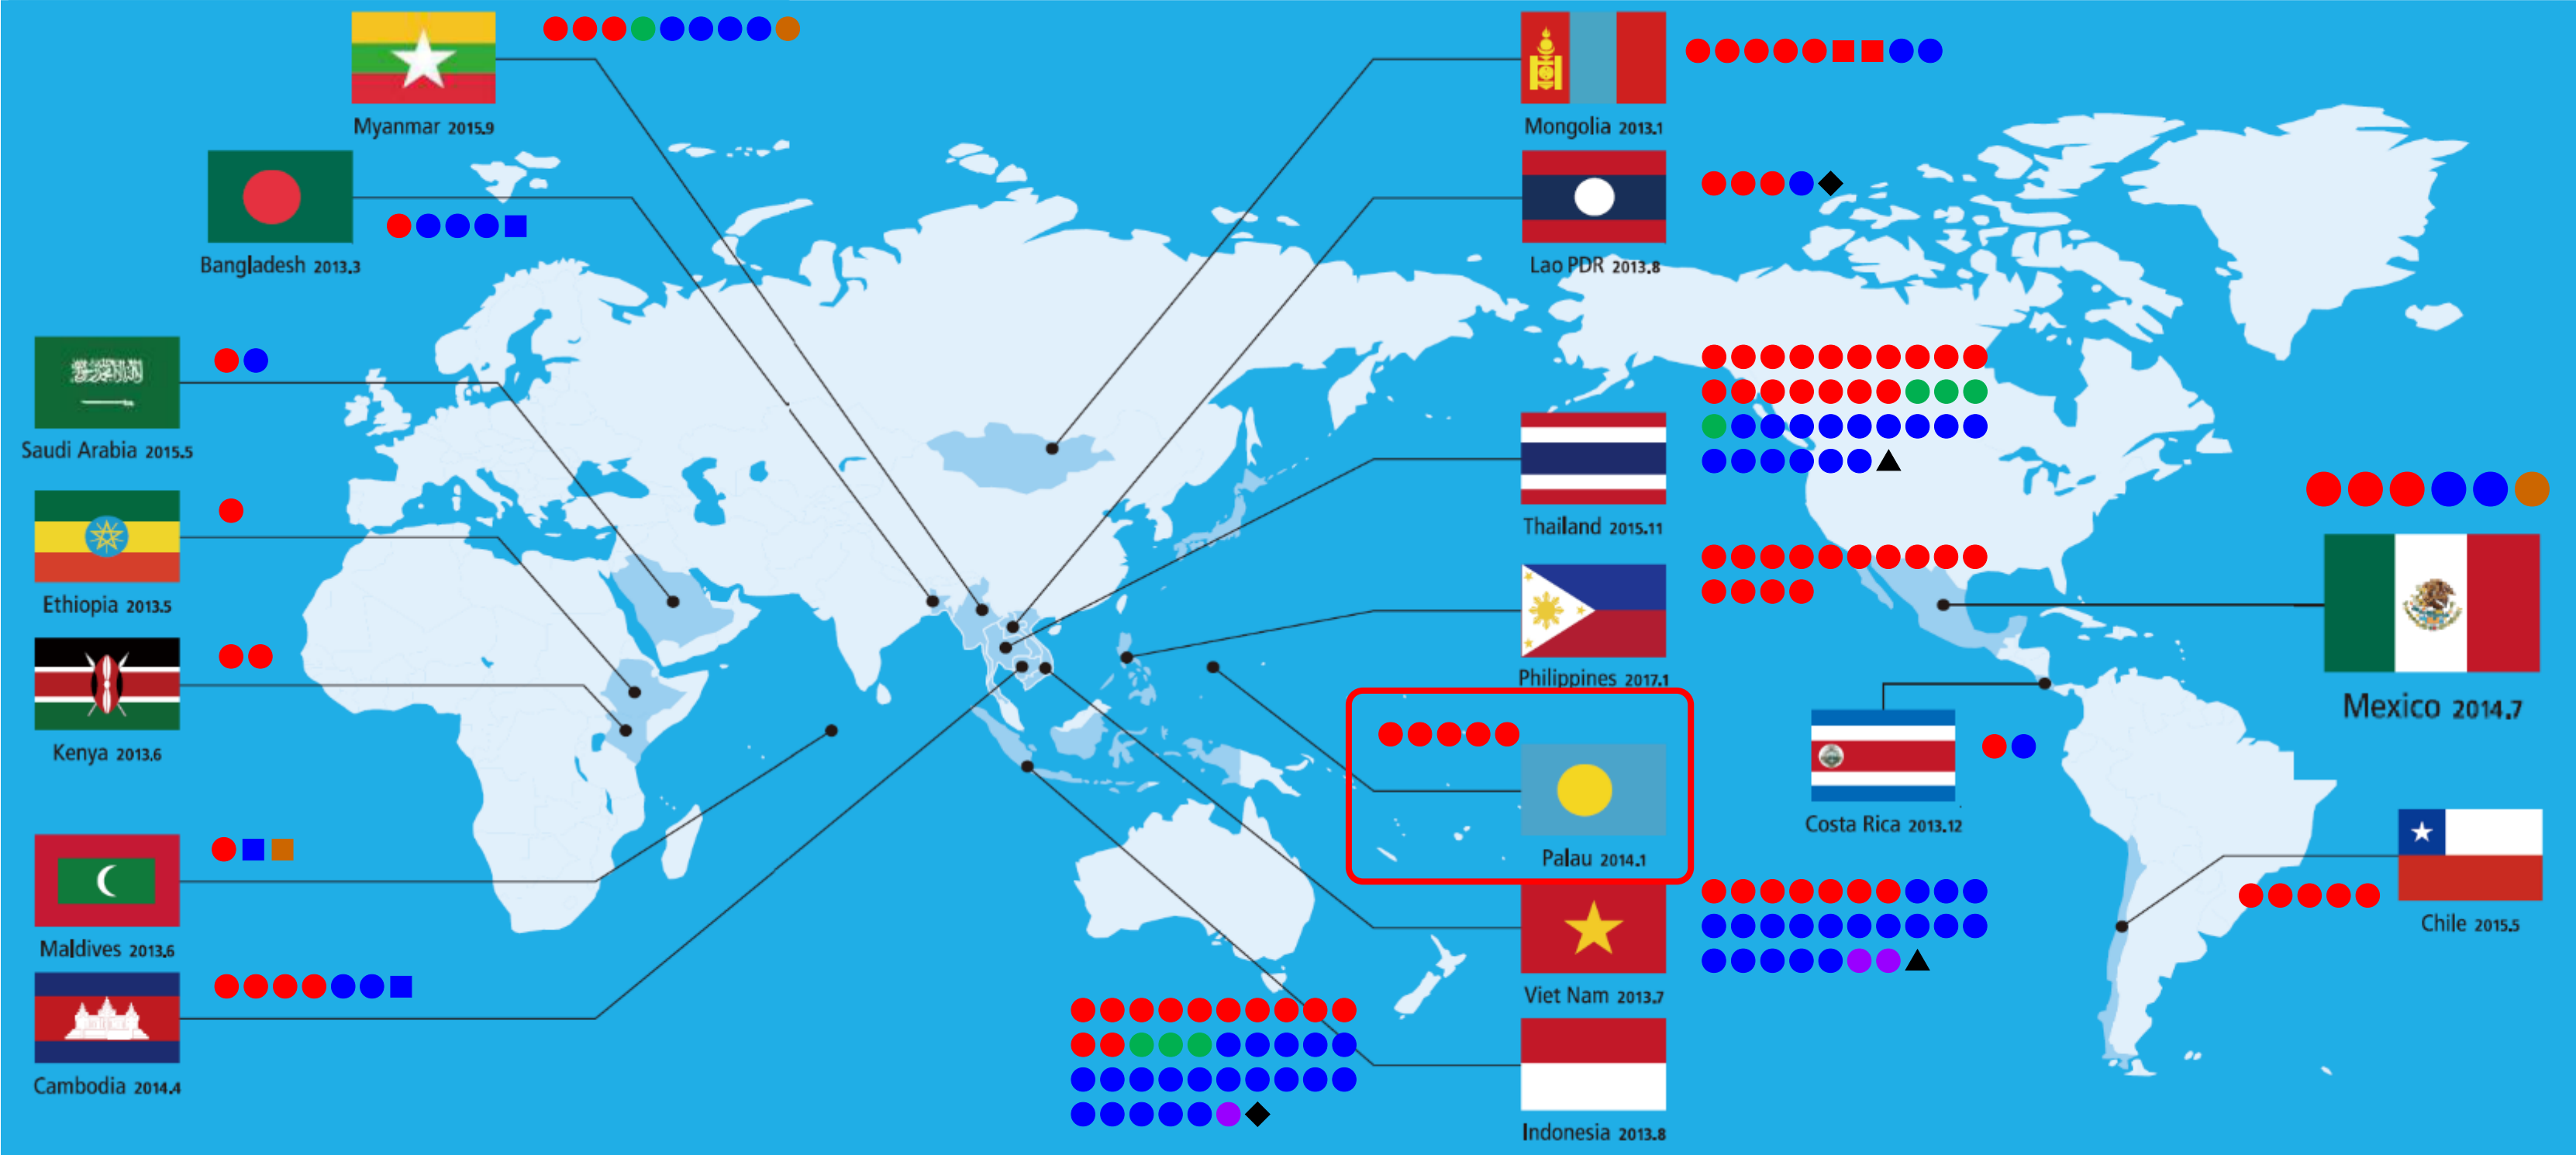 Myanmar 2015.9
Mongolia 2013.1
Bangladesh 2013.3
Lao PDR 2013.8
Saudi Arabia 2015.5
Thailand 2015.11
Ethiopia 2013.5
Philippines 2017.1
Mexico 2014.7
Kenya 2013.6
Costa Rica 2013.12
Palau 2014.1
Maldives 2013.6
Chile 2015.5
Viet Nam 2013.7
Cambodia 2014.4
Indonesia 2013.8